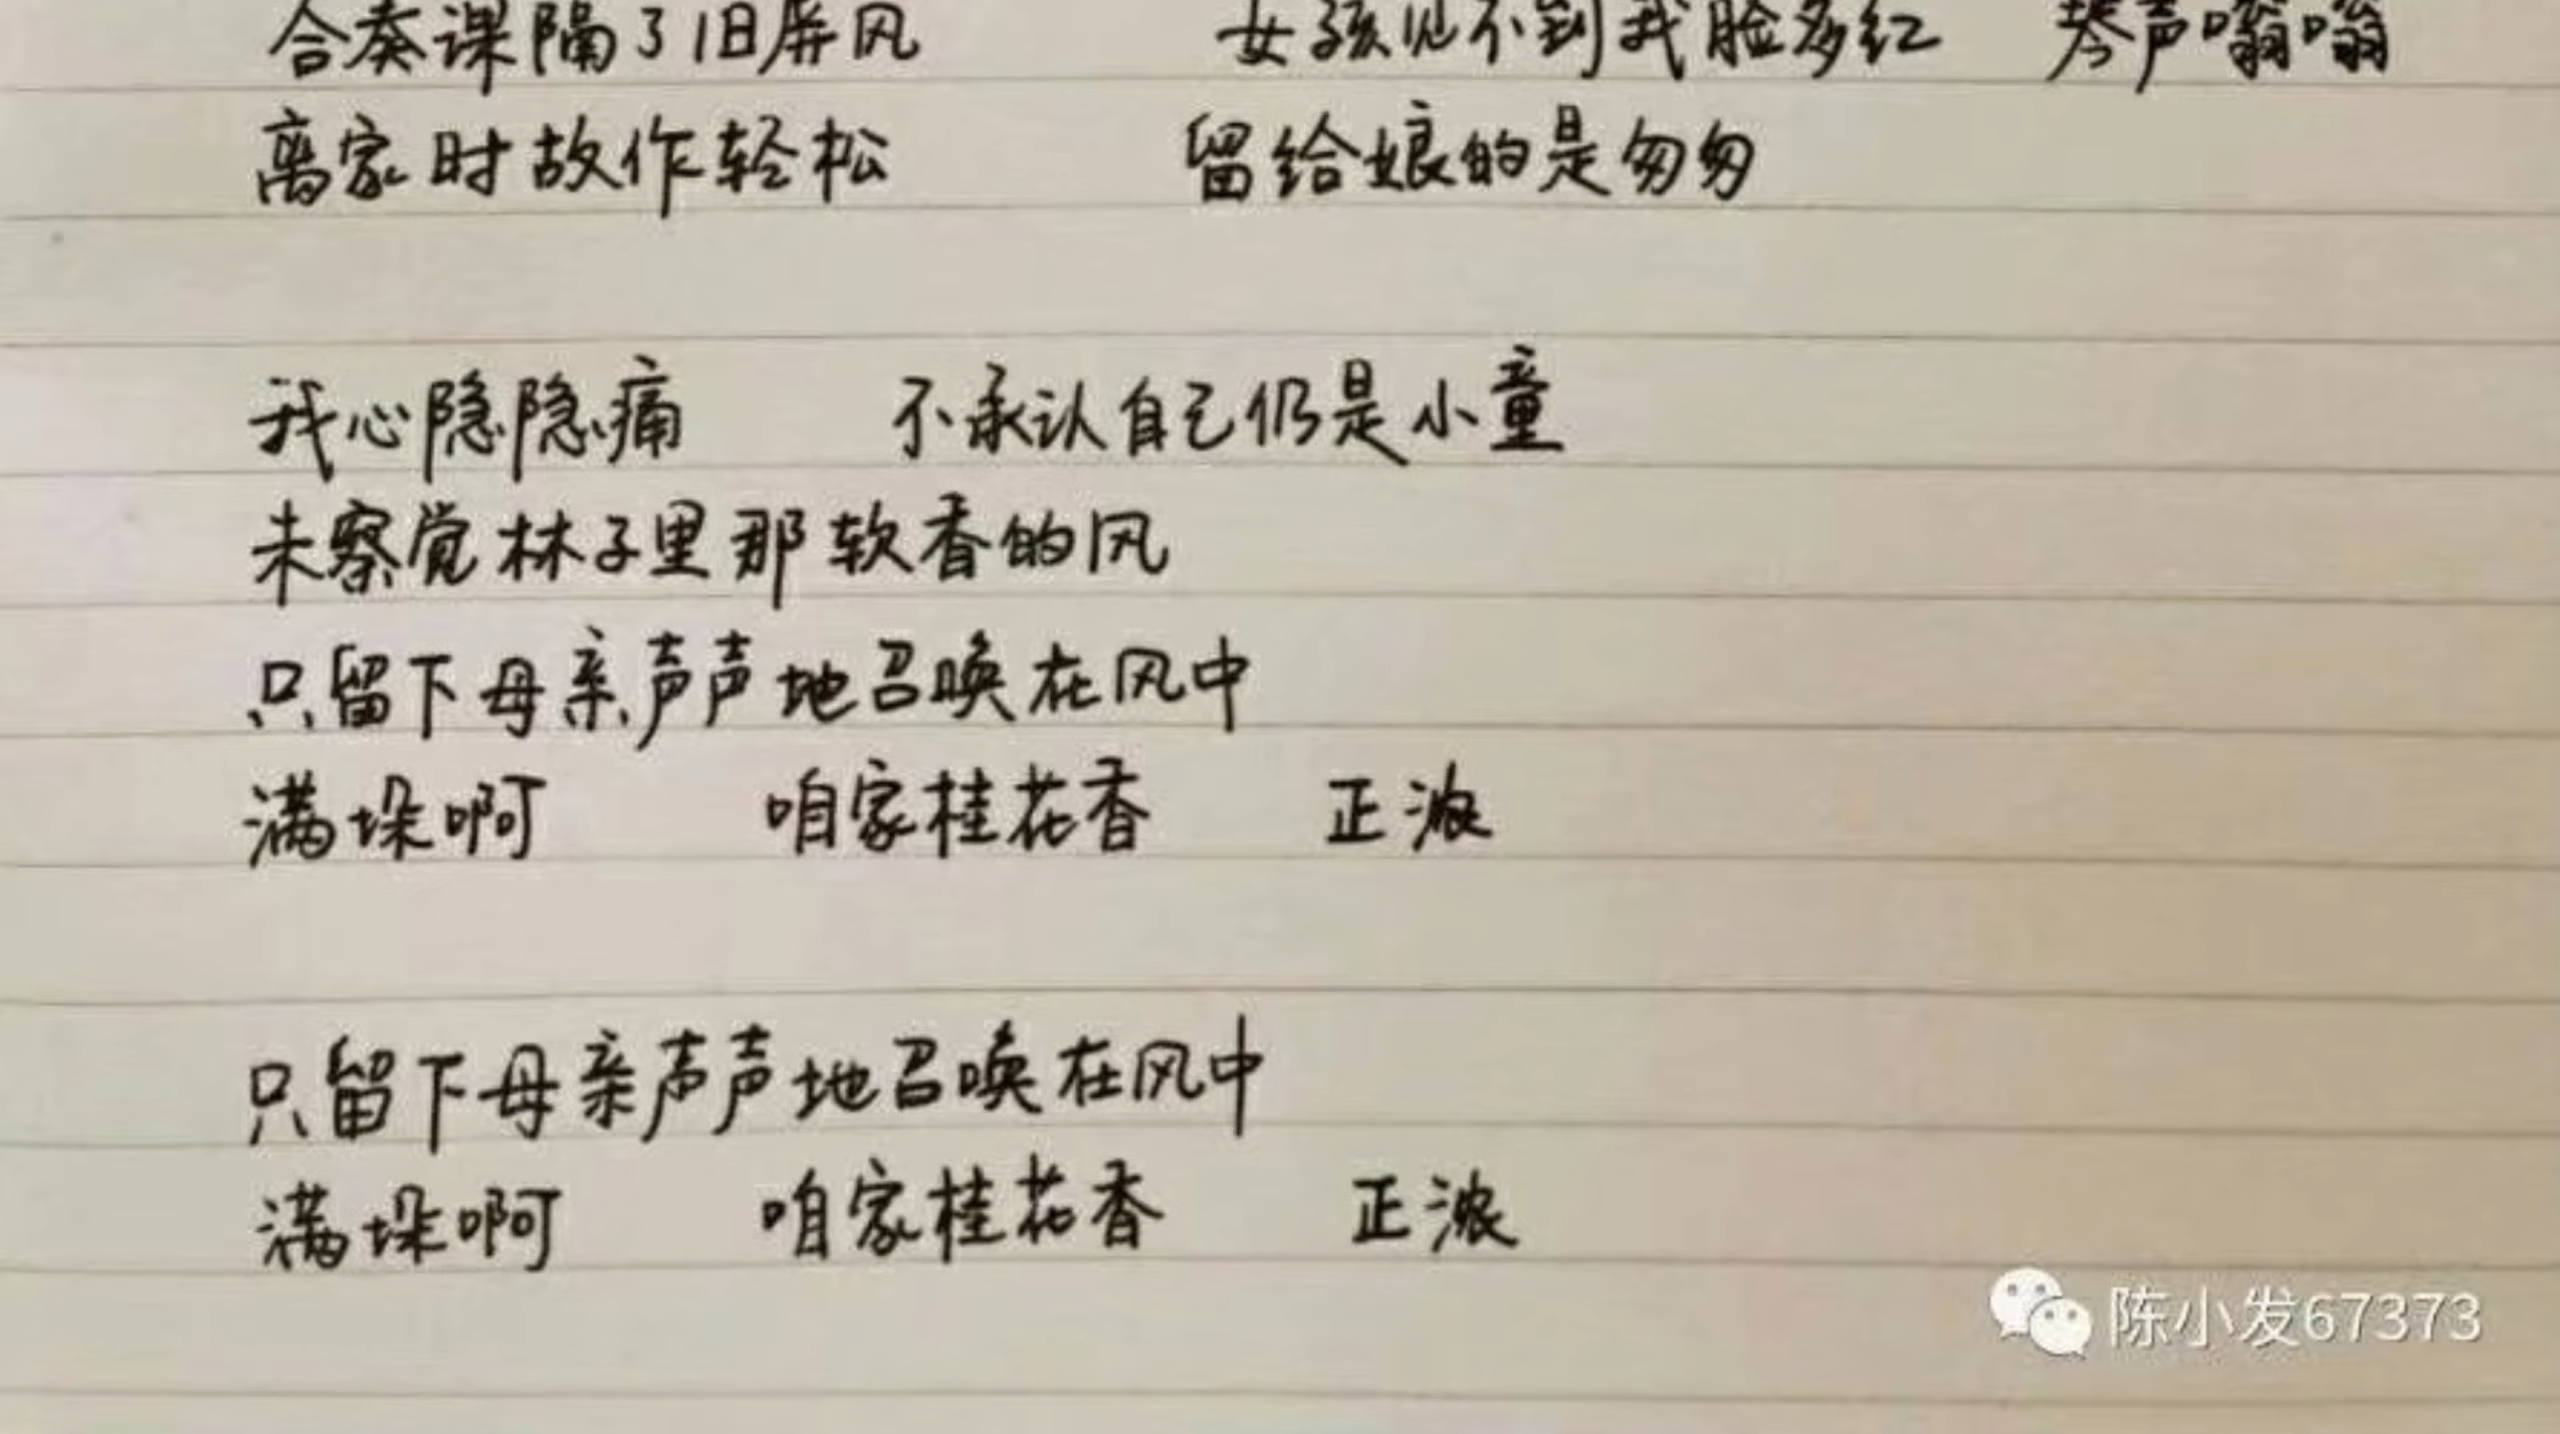 合奏课隔了旧屏风 女孩见不到我脸多红 琴声嗡嗡
离家时故作轻松 留给娘的是匆匆
我心隐隐痛 不承认自己仍是小童
未察觉林子里那软香的风
只留下母亲声声地召唤在风中
满垛啊 咱家桂花香 正浓
只留下母亲声声地召唤在风中
满垛啊 咱家桂花香 正浓
陈小发67373